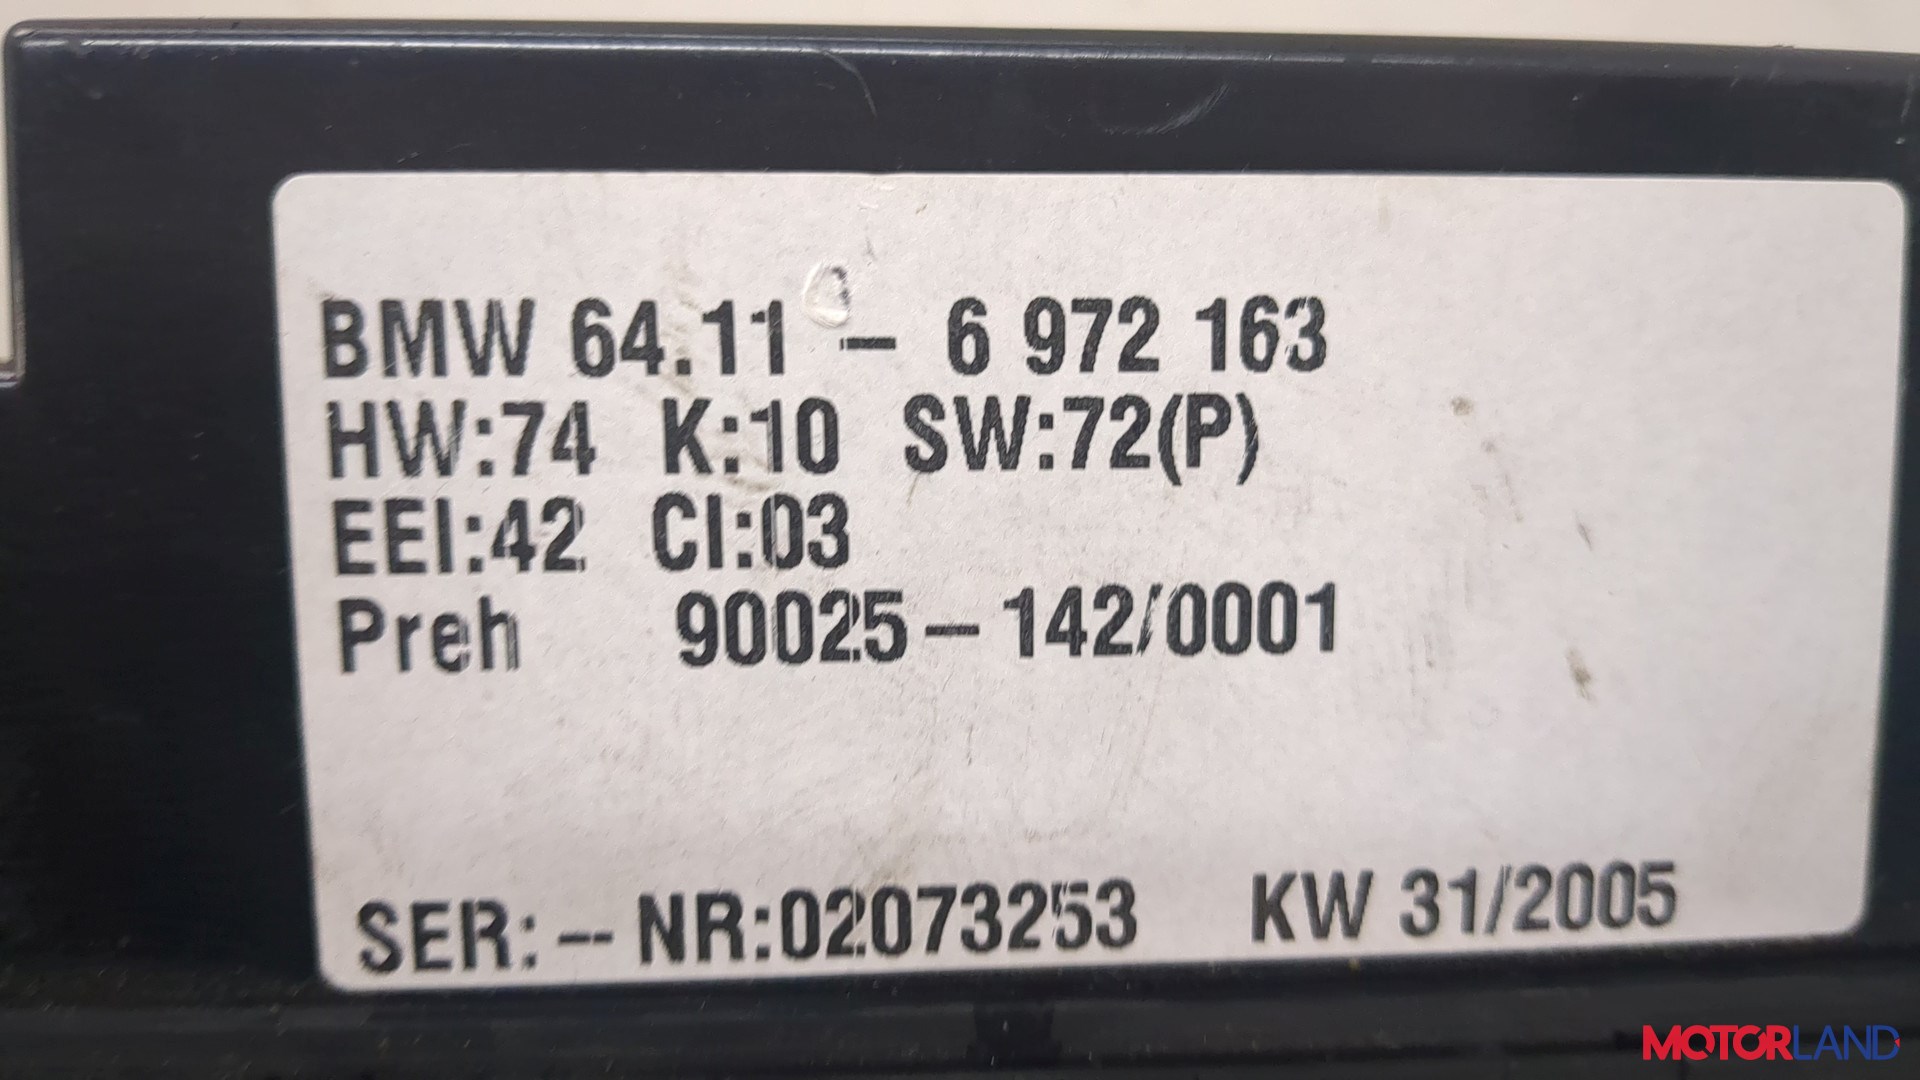 BMW 64.11 – 6 972 163
HW:74 K:10 SW:72(P)
EEI:42 CI:03
Preh 90025–142/0001
SER:-- NR:02073253 KW 31/2005
MOTORLAND